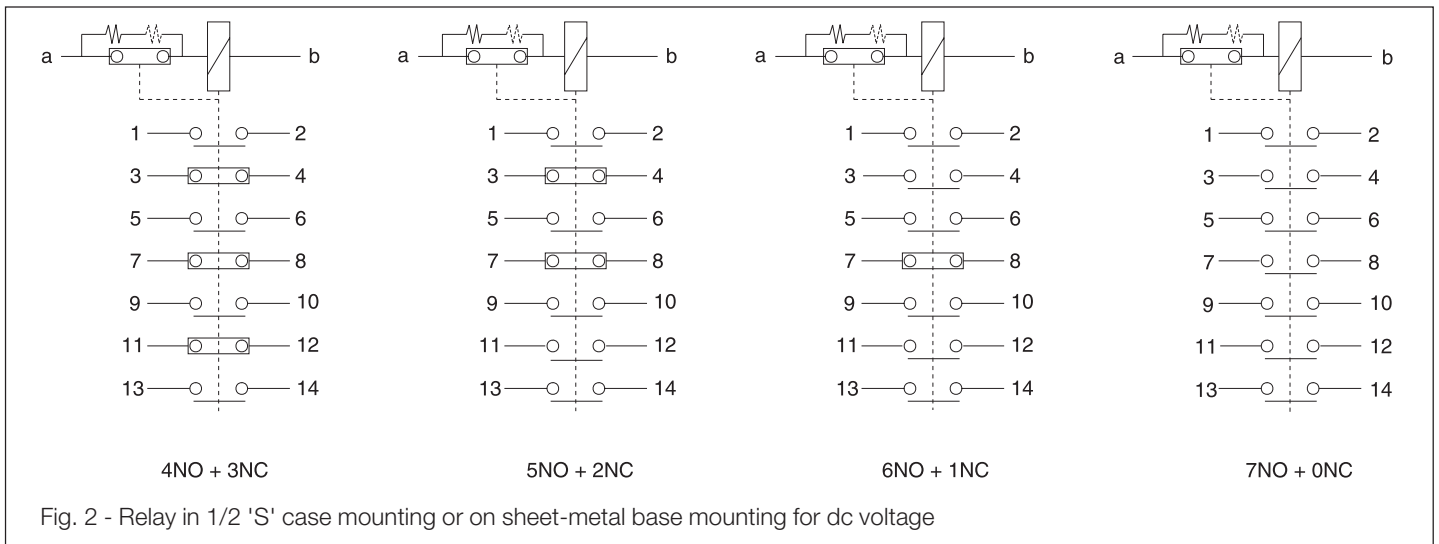 a b a b a b a b
1 2 1 2 1 2 1 2
3 4 3 4 3 4 3 4
5 6 5 6 5 6 5 6
7 8 7 8 7 8 7 8
9 10 9 10 9 10 9 10
11 12 11 12 11 12 11 12
13 14 13 14 13 14 13 14
4NO + 3NC 5NO + 2NC 6NO + 1NC 7NO + 0NC
Fig. 2 - Relay in 1/2 'S' case mounting or on sheet-metal base mounting for dc voltage